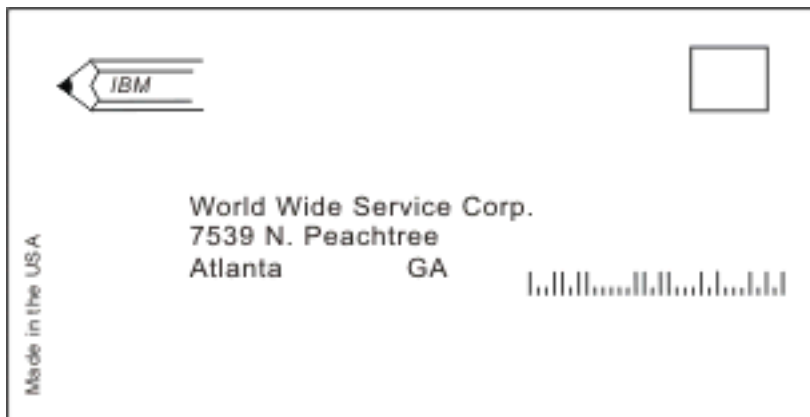 IBM
World Wide Service Corp.
7539 N. Peachtree
Atlanta GA
Made in the USA